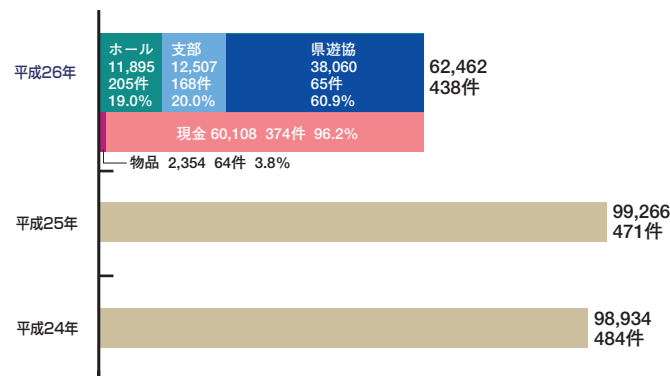 平成26年
ホール
11,895
205件
19.0%
支部
12,507
168件
20.0%
県遊協
38,060
65件
60.9%
62,462
438件
現金 60,108 374件 96.2%
物品 2,354 64件 3.8%
平成25年
99,266
471件
平成24年
98,934
484件